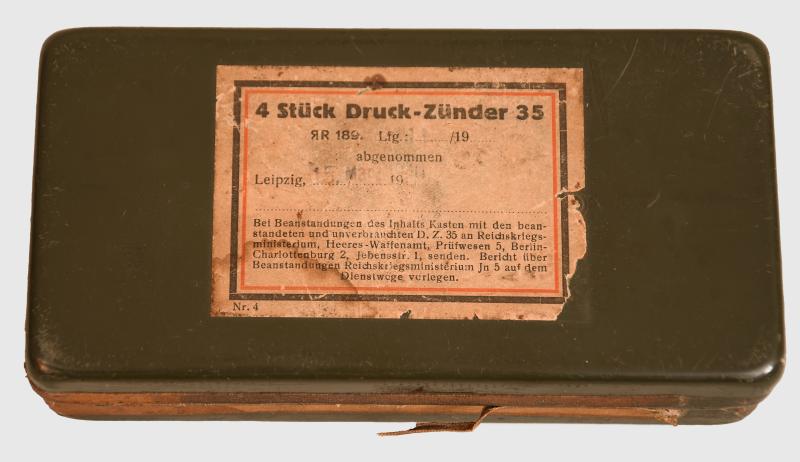 4 Stück Druck-Zünder 35
RR 189. Lfg.: ......... /19 ......
abgenommen
Leipzig, ................ 19
Bei Beanstandungen des Inhalts Kasten mit den bean-
standeten und unverbrauchten D. Z. 35 an Reichskriegs-
ministerium, Heeres-Waffenamt, Prüfwesen 5, Berlin-
Charlottenburg 2, Jebensstr. 1, senden. Bericht über
Beanstandungen Reichskriegsministerium Jn 5 auf dem
Dienstwege vorlegen.
Nr. 4